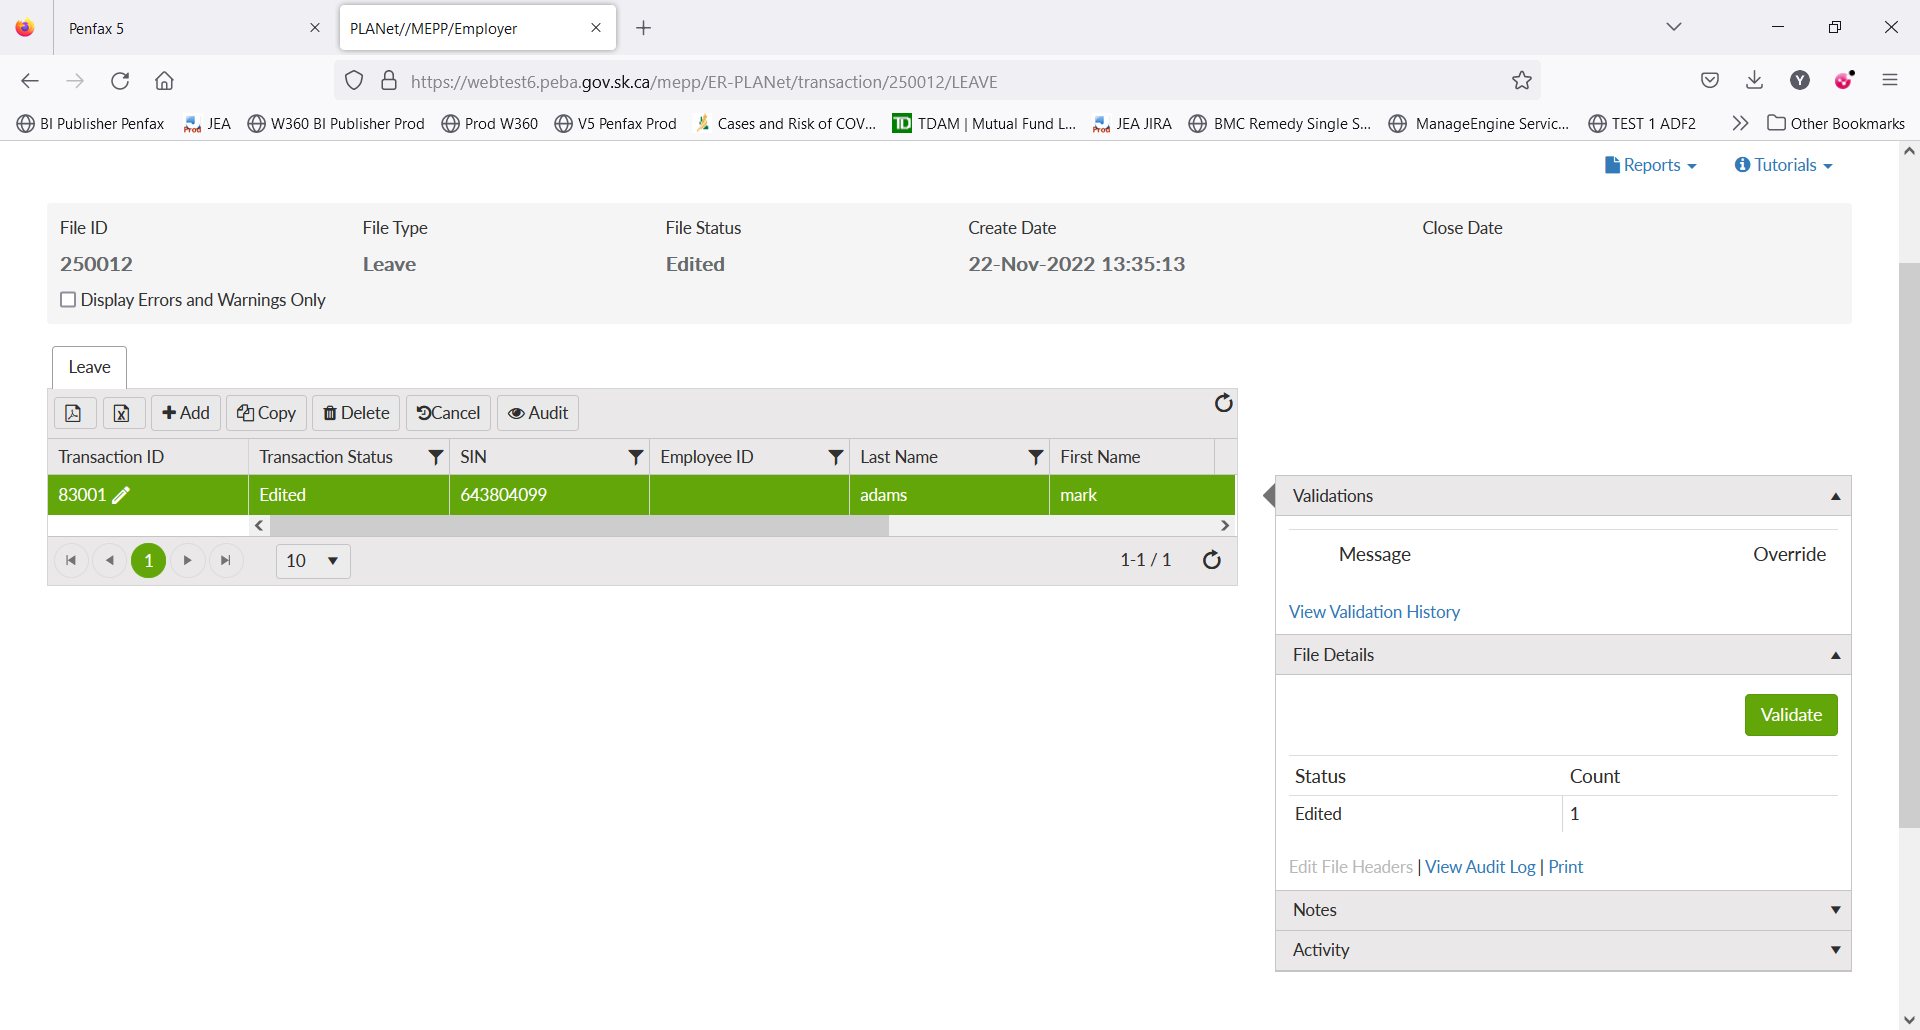 Penfax 5
PLANet//MEPP/Employer
https://webtest6.peba.gov.sk.ca/mepp/ER-PLANet/transaction/250012/LEAVE
Y
BI Publisher Penfax
Prod
JEA
W360 BI Publisher Prod
Prod W360
V5 Penfax Prod
Cases and Risk of COV...
TD
TDAM | Mutual Fund L...
Prod
JEA JIRA
BMC Remedy Single S...
ManageEngine Servic...
TEST 1 ADF2
Other Bookmarks
Reports
Tutorials
File ID
File Type
File Status
Create Date
Close Date
250012
Leave
Edited
22-Nov-2022 13:35:13
Display Errors and Warnings Only
Leave
Add
Copy
Delete
Cancel
Audit
Transaction ID
Transaction Status
SIN
Employee ID
Last Name
First Name
83001
Edited
643804099
adams
mark
1
10
1-1 / 1
Validations
Message
Override
View Validation History
File Details
Validate
Status
Count
Edited
1
Edit File Headers | View Audit Log | Print
Notes
Activity